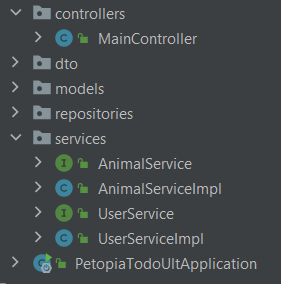 controllers
MainController
dto
models
repositories
services
AnimalService
AnimalServiceImpl
UserService
UserServiceImpl
PetopiaTodoUltApplication